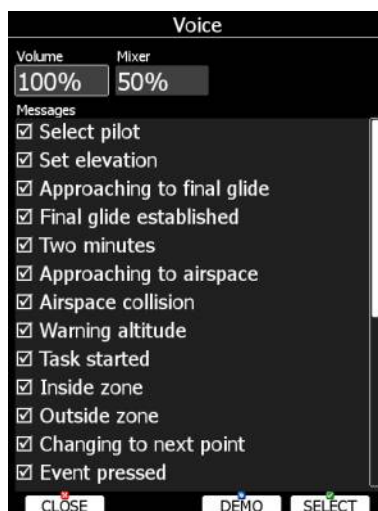 Voice
Volume Mixer
100% 50%
Messages
Select pilot
Set elevation
Approaching to final glide
Final glide established
Two minutes
Approaching to airspace
Airspace collision
Warning altitude
Task started
Inside zone
Outside zone
Changing to next point
Event pressed
CLOSE DEMO SELECT